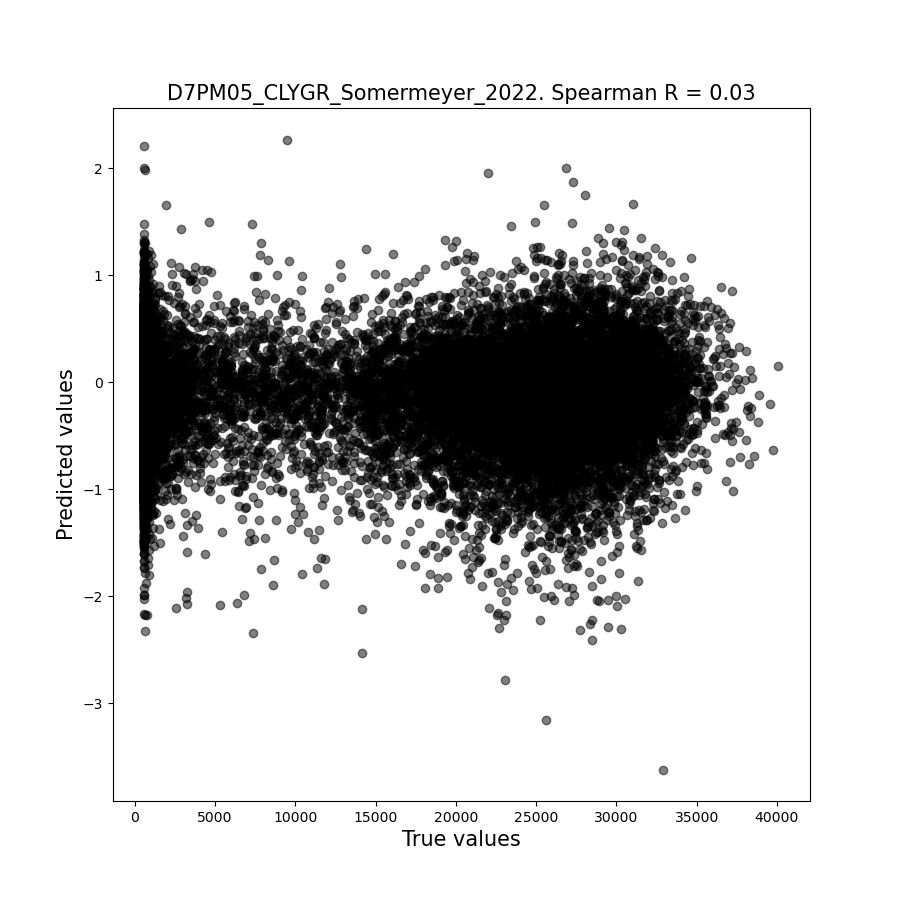 D7PM05_CLYGR_Somermeyer_2022. Spearman R = 0.03
Predicted values
2
1
0
−1
−2
−3
0 5000 10000 15000 20000 25000 30000 35000 40000
True values